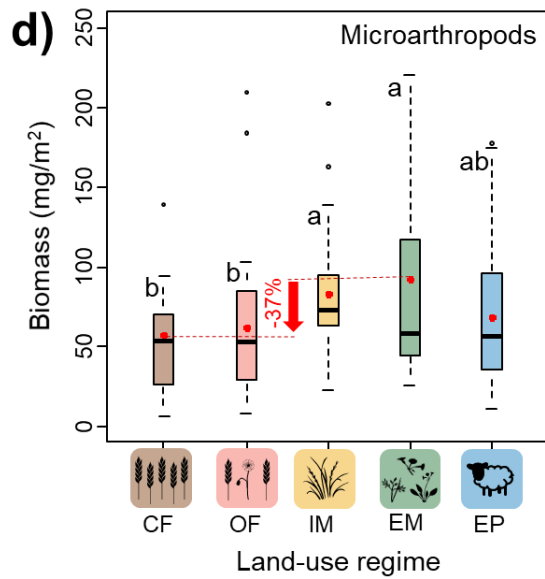 d)
Microarthropods
Biomass (mg/m²)
250
200
150
100
50
0
b
b
a
a
ab
-37%
CF
OF
IM
EM
EP
Land-use regime